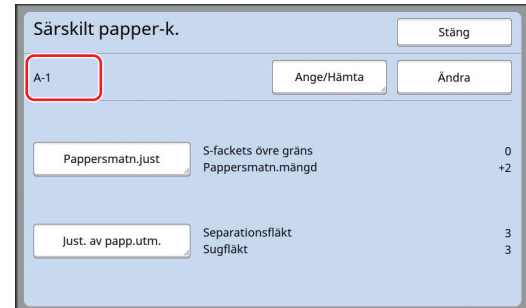 Särskilt papper-k.
Stäng
A-1
Ange/Hämta
Ändra
Pappersmatn.just
S-fackets övre gräns 0
Pappersmatn.mängd +2
Just. av papp.utm.
Separationsfläkt 3
Sugfläkt 3